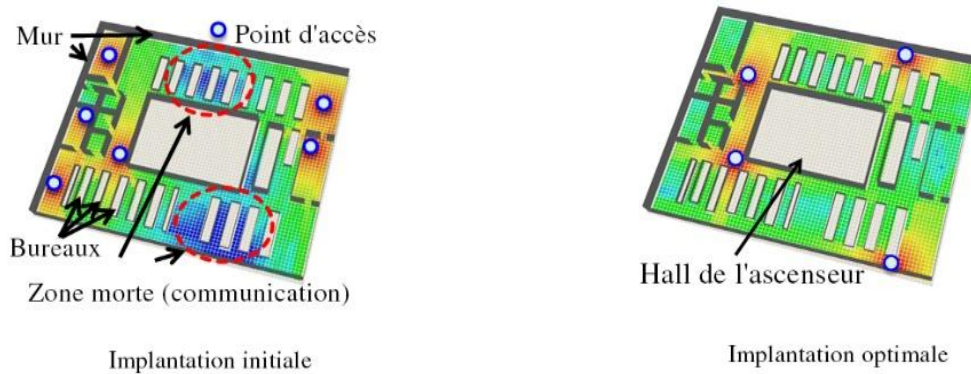 Mur
Point d'accès
Bureaux
Zone morte (communication)
Implantation initiale
Hall de l'ascenseur
Implantation optimale